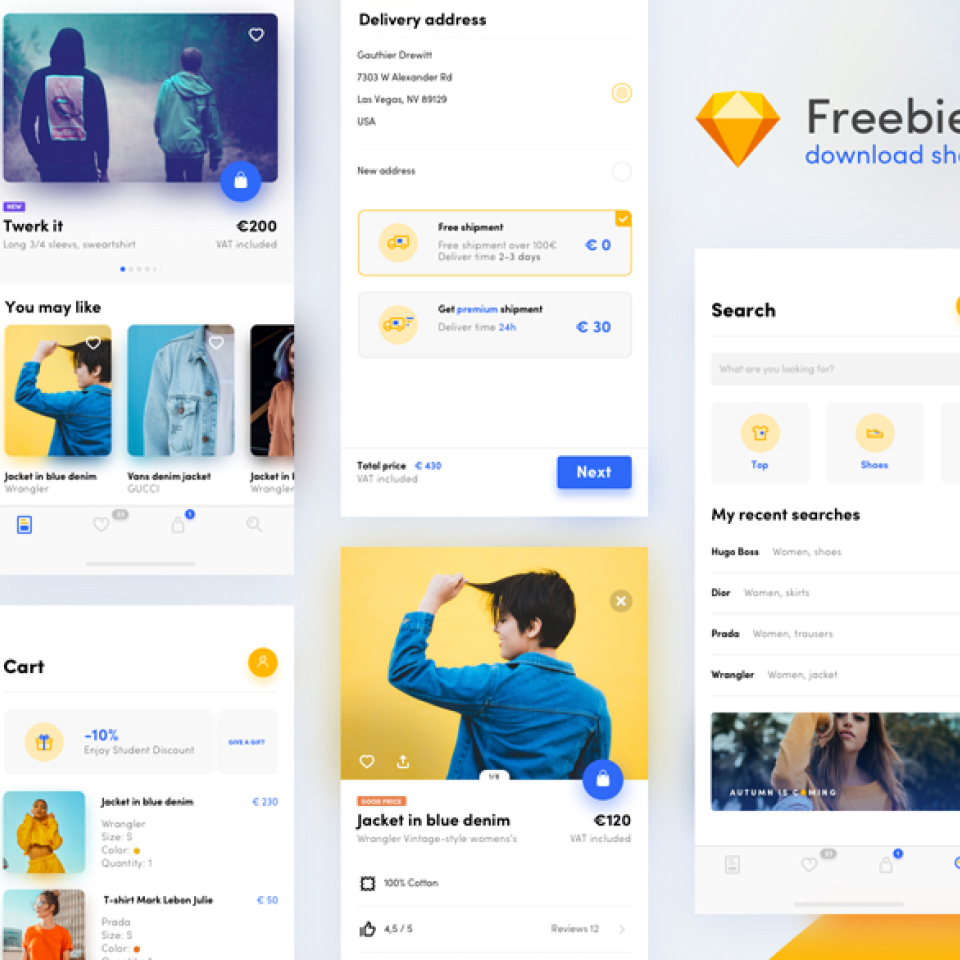 NEW
Twerk it
€200
Long 3/4 sleevs, sweartshirt
VAT included
You may like
Jacket in blue denim
Wrangler
Vans denim jacket
GUCCI
Jacket in b
Wrangler
23
1
Cart
-10%
Enjoy Student Discount
GIVE A GIFT
Jacket in blue denim
€ 230
Wrangler
Size: S
Color:
Quantity: 1
T-shirt Mark Lebon Julie
€ 50
Prada
Size: S
Color:
Delivery address
Gauthier Drewitt
7303 W Alexander Rd
Las Vegas, NV 89129
USA
New address
Free shipment
Free shipment over 100€
Deliver time 2-3 days
€ 0
Get premium shipment
Deliver time 24h
€ 30
Total price € 430
VAT included
Next
1/8
GOOD PRICE
Jacket in blue denim
€120
Wrangler Vintage-style womens's
VAT included
100% Cotton
4,5 / 5
Reviews 12
Freebie
download sh
Search
What are you looking for?
Top
Shoes
My recent searches
Hugo Boss Women, shoes
Dior Women, skirts
Prada Women, trousers
Wrangler Women, jacket
AUTUMN IS COMING
23
1